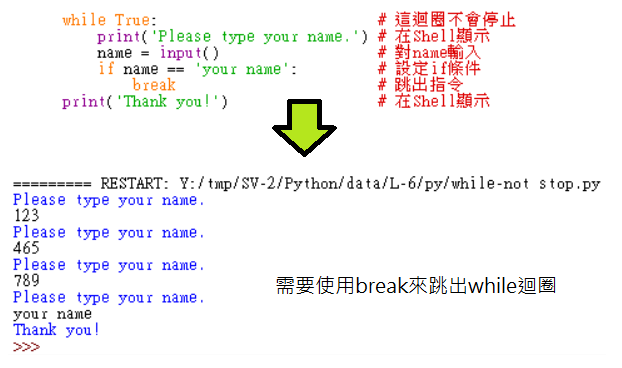 while True: # 這迴圈不會停止
print('Please type your name.') # 在Shell顯示
name = input() # 對name輸入
if name == 'your name': # 設定if條件
break # 跳出指令
print('Thank you!') # 在Shell顯示
========= RESTART: Y:/tmp/SV-2/Python/data/L-6/py/while-not stop.py
Please type your name.
123
Please type your name.
465
Please type your name.
789
Please type your name.
your name
Thank you!
>>>
需要使用break來跳出while迴圈